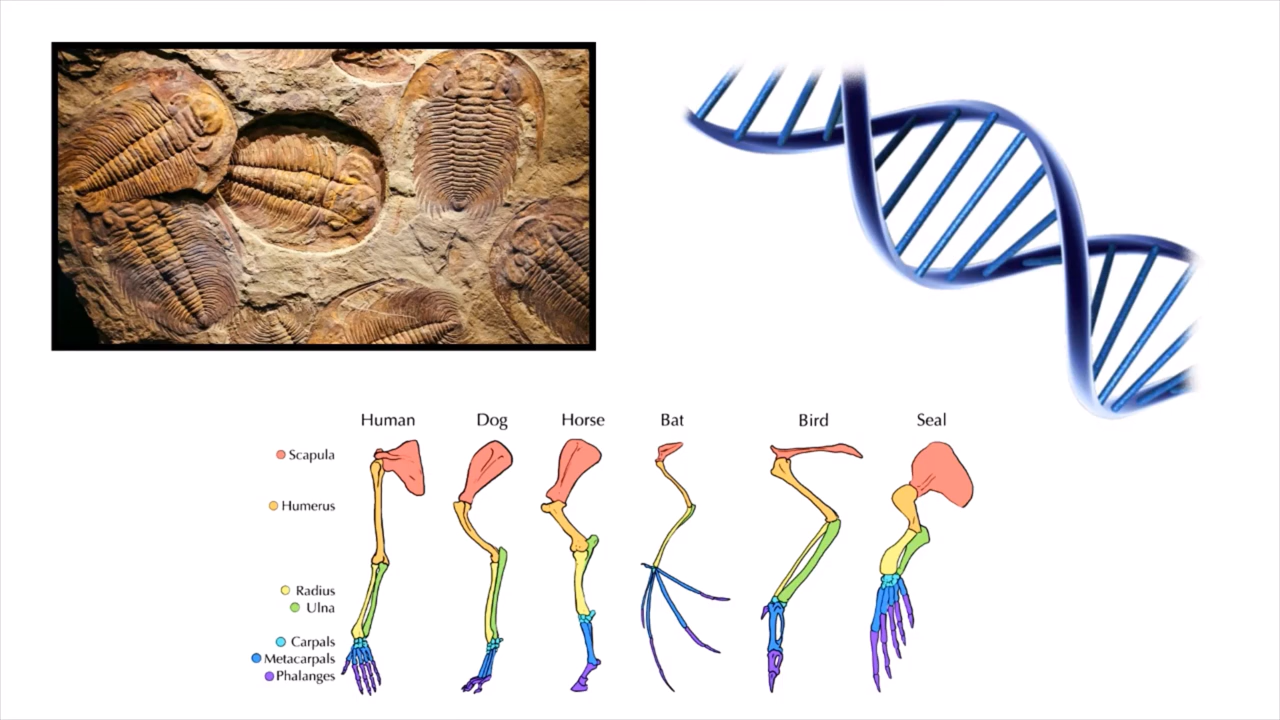 Human Dog Horse Bat Bird Seal
Scapula
Humerus
Radius
Ulna
Carpals
Metacarpals
Phalanges